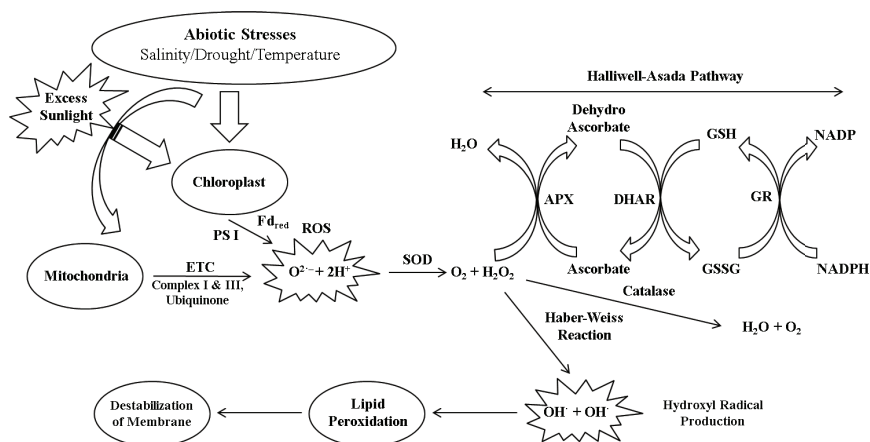 Abiotic Stresses
Salinity/Drought/Temperature
Excess
Sunlight
Halliwell-Asada Pathway
Dehydro
Ascorbate
H₂O
GSH
NADP
Chloroplast
APX
DHAR
GR
PS I
Fd_red
ROS
Mitochondria
ETC
Complex I & III,
Ubiquinone
O²·− + 2H⁺
SOD
O₂ + H₂O₂
Ascorbate
GSSG
NADPH
Catalase
H₂O + O₂
Haber-Weiss
Reaction
OH· + OH·
Hydroxyl Radical
Production
Lipid
Peroxidation
Destabilization
of Membrane